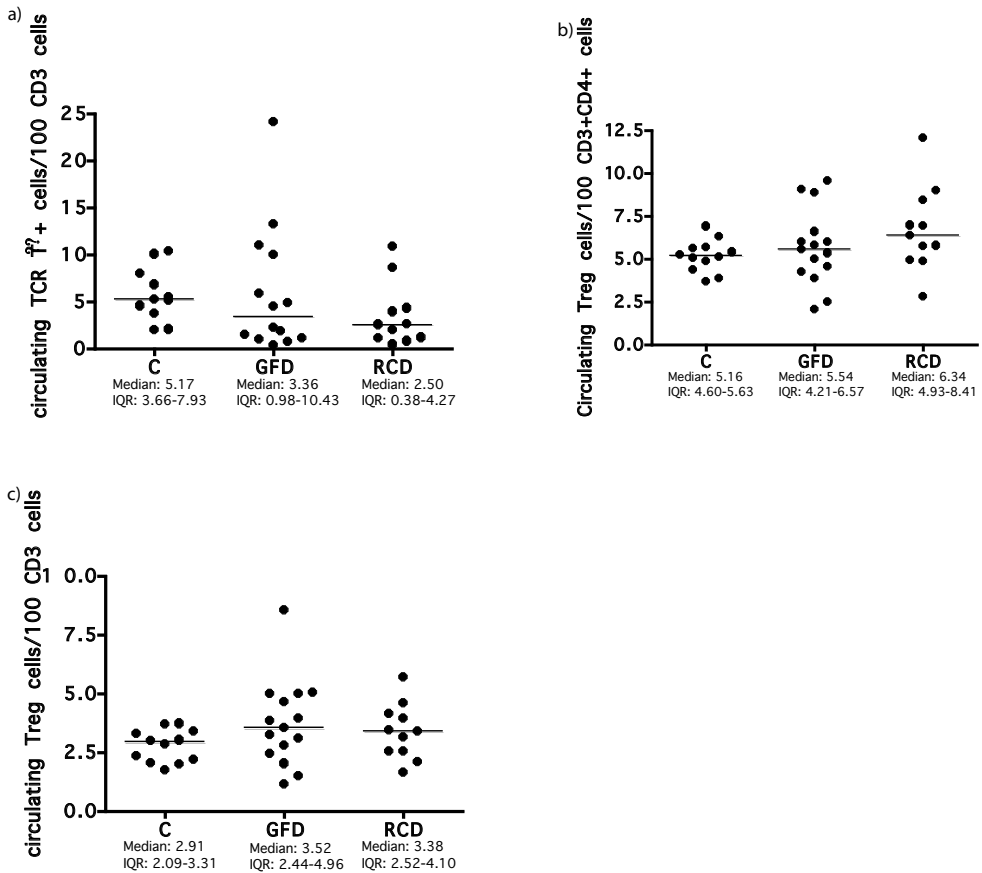 a)
circulating TCR + cells/100 CD3 cells
25
20
15
10
5
0
C
GFD
RCD
Median: 5.17
IQR: 3.66-7.93
Median: 3.36
IQR: 0.98-10.43
Median: 2.50
IQR: 0.38-4.27
b)
Circulating Treg cells/100 CD3+CD4+ cells
12.5
10.0
7.5
5.0
2.5
0.0
C
GFD
RCD
Median: 5.16
IQR: 4.60-5.63
Median: 5.54
IQR: 4.21-6.57
Median: 6.34
IQR: 4.93-8.41
c)
circulating Treg cells/100 CD3 cells
1 0.0
7.5
5.0
2.5
0.0
C
GFD
RCD
Median: 2.91
IQR: 2.09-3.31
Median: 3.52
IQR: 2.44-4.96
Median: 3.38
IQR: 2.52-4.10